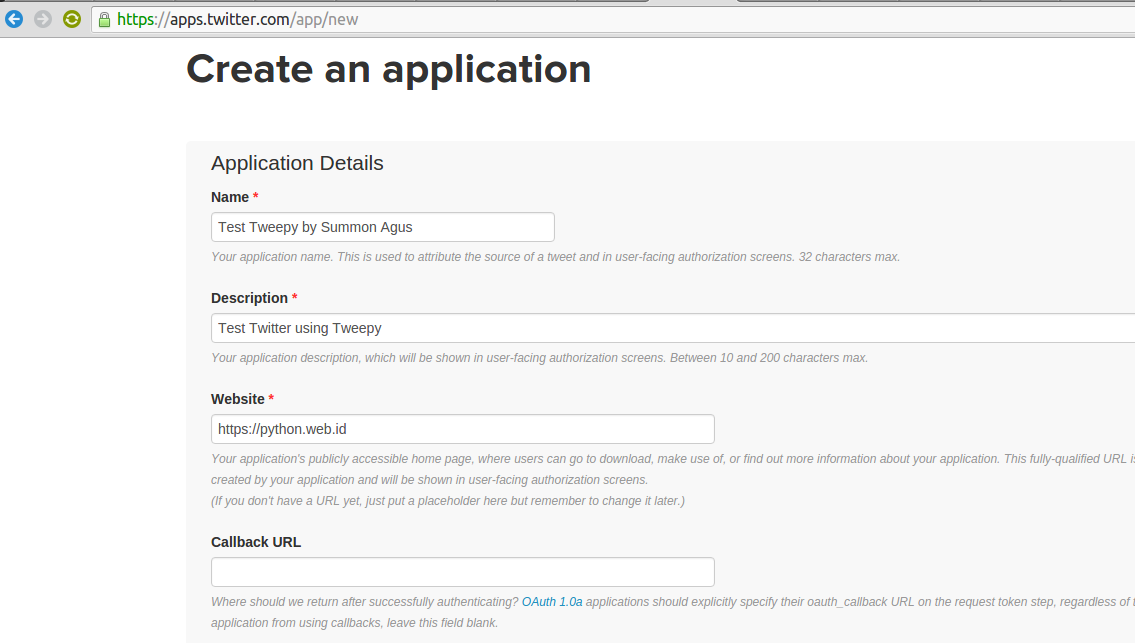 https://apps.twitter.com/app/new
Create an application
Application Details
Name *
Test Tweepy by Summon Agus
Your application name. This is used to attribute the source of a tweet and in user-facing authorization screens. 32 characters max.
Description *
Test Twitter using Tweepy
Your application description, which will be shown in user-facing authorization screens. Between 10 and 200 characters max.
Website *
https://python.web.id
Your application's publicly accessible home page, where users can go to download, make use of, or find out more information about your application. This fully-qualified URL is
created by your application and will be shown in user-facing authorization screens.
(If you don't have a URL yet, just put a placeholder here but remember to change it later.)
Callback URL
Where should we return after successfully authenticating? OAuth 1.0a applications should explicitly specify their oauth_callback URL on the request token step, regardless of
application from using callbacks, leave this field blank.